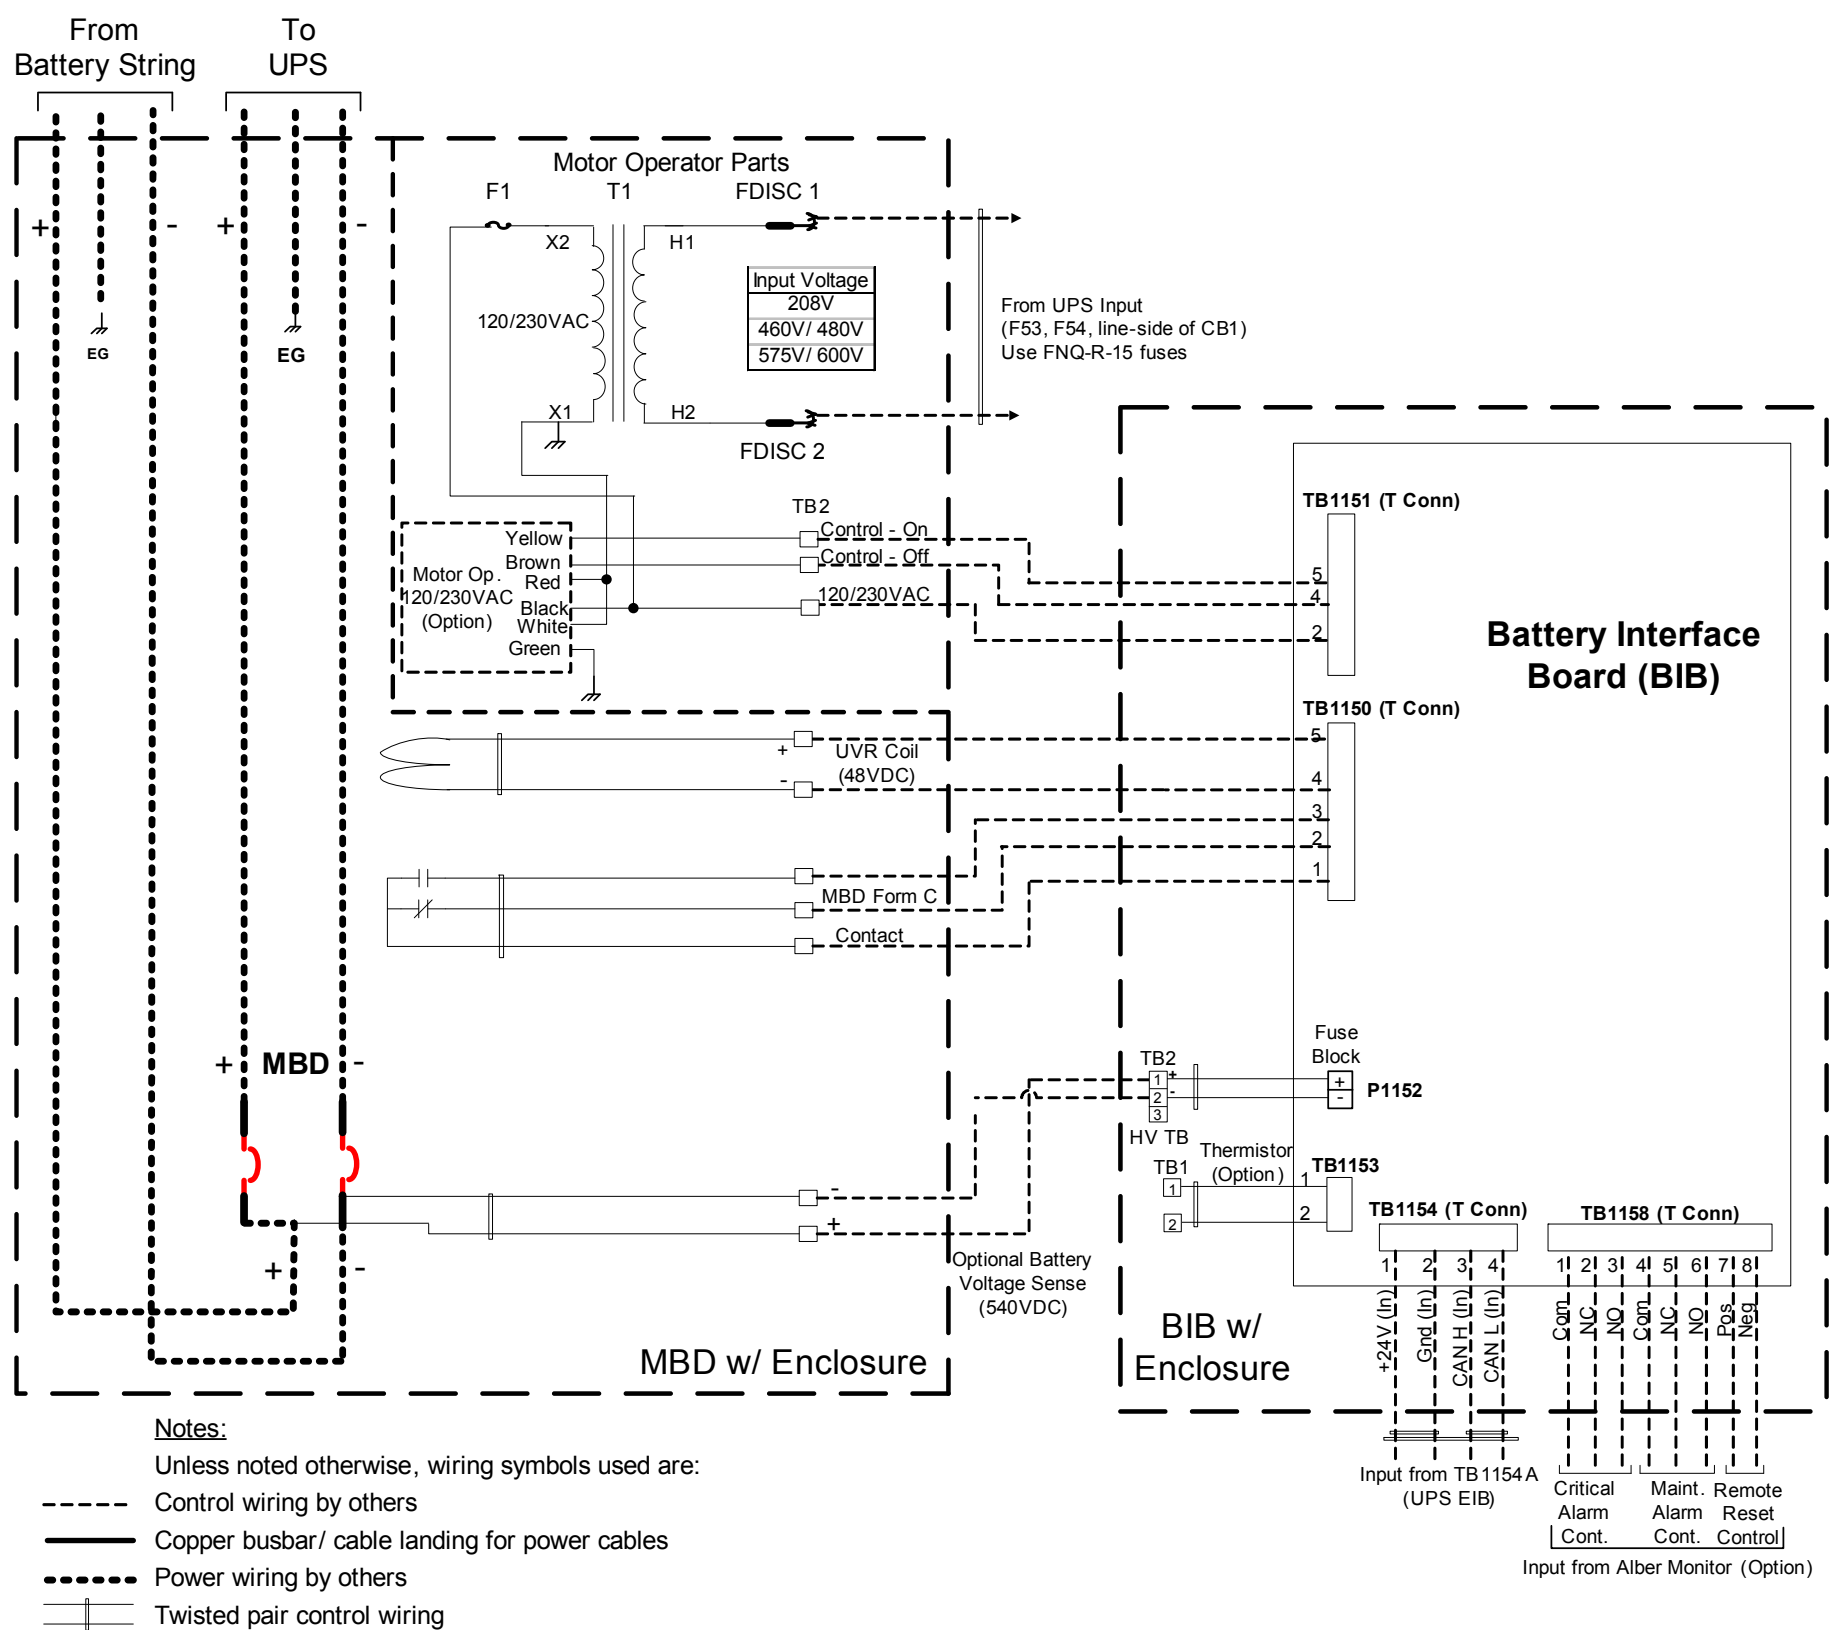 From
Battery String
To
UPS
+
-
+
-
EG
EG
Motor Operator Parts
F1
T1
FDISC 1
X2
H1
120/230VAC
Input Voltage
208V
460V/ 480V
575V/ 600V
X1
H2
FDISC 2
From UPS Input
(F53, F54, line-side of CB1)
Use FNQ-R-15 fuses
TB2
Control - On
Control - Off
120/230VAC
Yellow
Brown
Red
Black
White
Green
Motor Op.
120/230VAC
(Option)
TB1151 (T Conn)
5
4
2
Battery Interface
Board (BIB)
TB1150 (T Conn)
5
4
3
2
1
+
-
UVR Coil
(48VDC)
MBD Form C
Contact
+
MBD
-
Fuse
Block
+
-
P1152
TB2
1
2
3
+
-
HV TB
TB1
1
2
Thermistor
(Option)
1
2
TB1153
-
+
Optional Battery
Voltage Sense
(540VDC)
+
-
TB1154 (T Conn)
1
2
3
4
+24V (In)
Gnd (In)
CAN H (In)
CAN L (In)
TB1158 (T Conn)
1
2
3
4
5
6
7
8
Com
NC
NO
Com
NC
NO
Pos
Neg
MBD w/ Enclosure
BIB w/
Enclosure
Input from TB1154A
(UPS EIB)
Critical
Alarm
Cont.
Maint.
Alarm
Cont.
Remote
Reset
Control
Input from Alber Monitor (Option)
Notes:
Unless noted otherwise, wiring symbols used are:
Control wiring by others
Copper busbar/ cable landing for power cables
Power wiring by others
Twisted pair control wiring